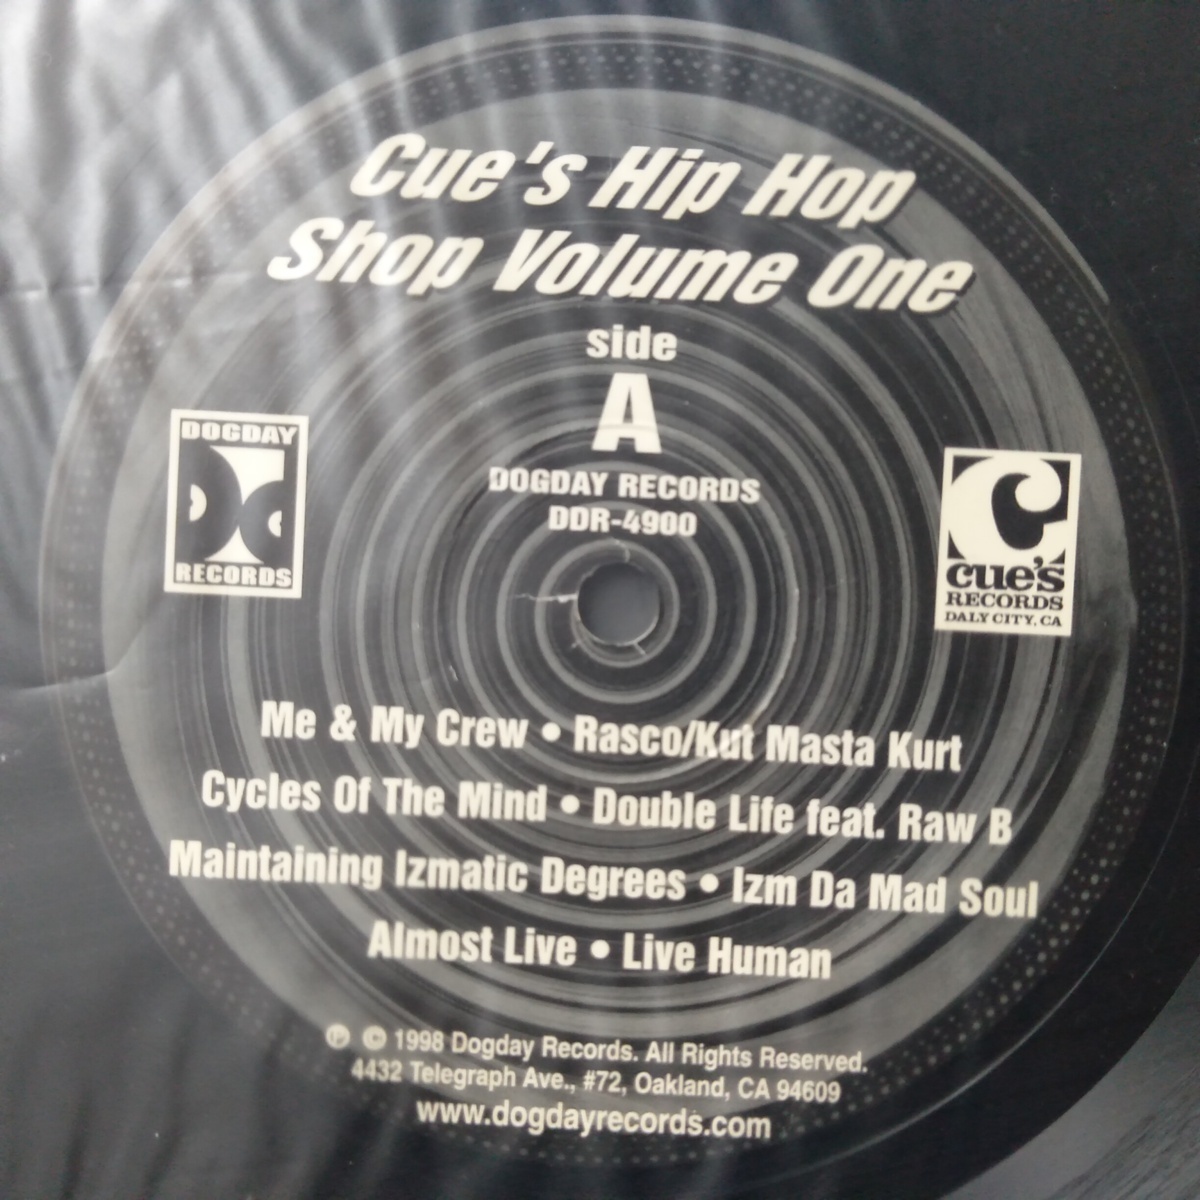 Cue's Hip Hop
Shop Volume One
side
A
DOGDAY RECORDS
DDR-4900
DOGDAY
RECORDS
cue's
RECORDS
DALY CITY, CA
Me & My Crew • Rasco/Kut Masta Kurt
Cycles Of The Mind • Double Life feat. Raw B
Maintaining Izmatic Degrees • Izm Da Mad Soul
Almost Live • Live Human
℗ © 1998 Dogday Records. All Rights Reserved.
4432 Telegraph Ave., #72, Oakland, CA 94609
www.dogdayrecords.com